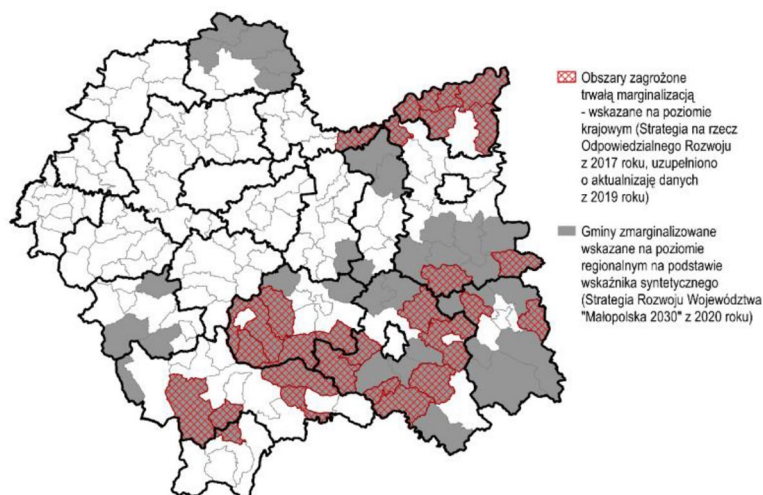 Obszary zagrożone
trwałą marginalizacją
- wskazane na poziomie
krajowym (Strategia na rzecz
Odpowiedzialnego Rozwoju
z 2017 roku, uzupełniono
o aktualizaję danych
z 2019 roku)
Gminy zmarginalizowane
wskazane na poziomie
regionalnym na podstawie
wskaźnika syntetycznego
(Strategia Rozwoju Województwa
"Małopolska 2030" z 2020 roku)